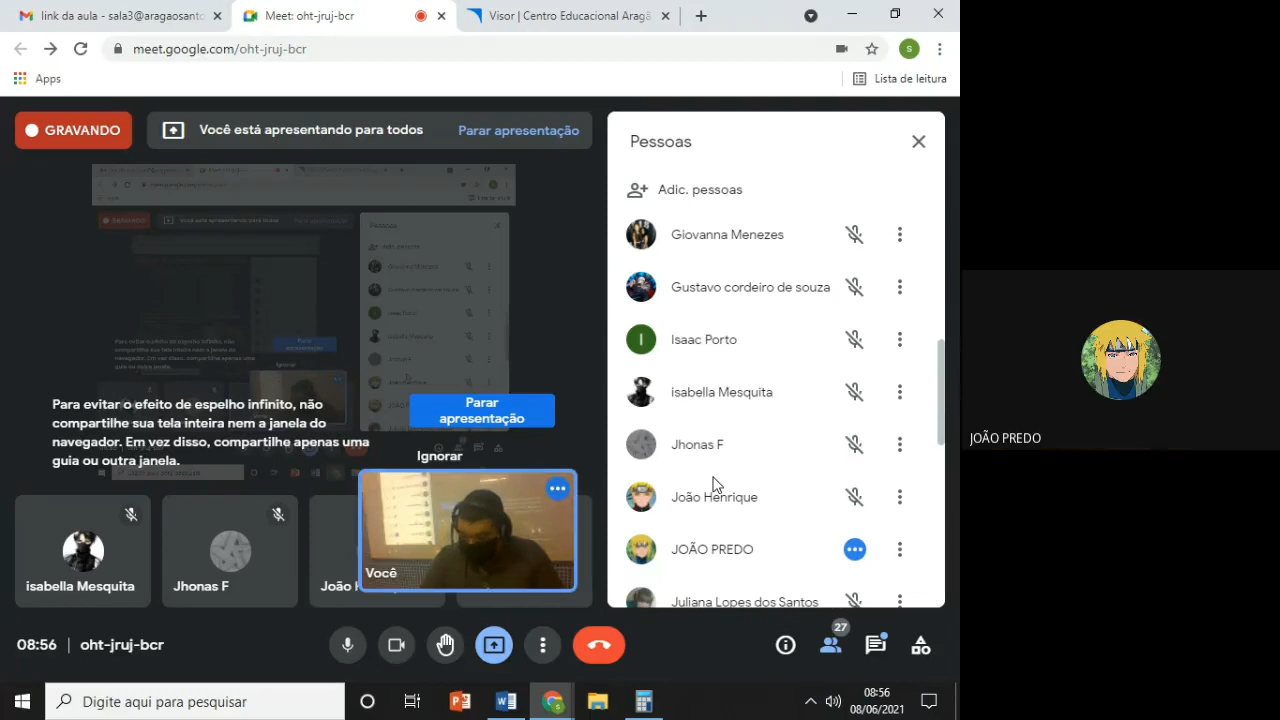 link da aula - sala3@aragaosant
Meet: oht-jruj-bcr
Visor | Centro Educacional Aragã
meet.google.com/oht-jruj-bcr
S
Apps
Lista de leitura
GRAVANDO
Você está apresentando para todos
Parar apresentação
Pessoas
Adic. pessoas
Giovanna Menezes
Gustavo cordeiro de souza
I
Isaac Porto
isabella Mesquita
Jhonas F
João Henrique
JOÃO PREDO
Juliana Lopes dos Santos
Para evitar o efeito de espelho infinito, não
compartilhe sua tela inteira nem a janela do
navegador. Em vez disso, compartilhe apenas uma
guia ou outra janela.
Parar
apresentação
Ignorar
isabella Mesquita
Jhonas F
João
Você
JOÃO PREDO
08:56 | oht-jruj-bcr
27
Digite aqui para pesquisar
08:56
08/06/2021